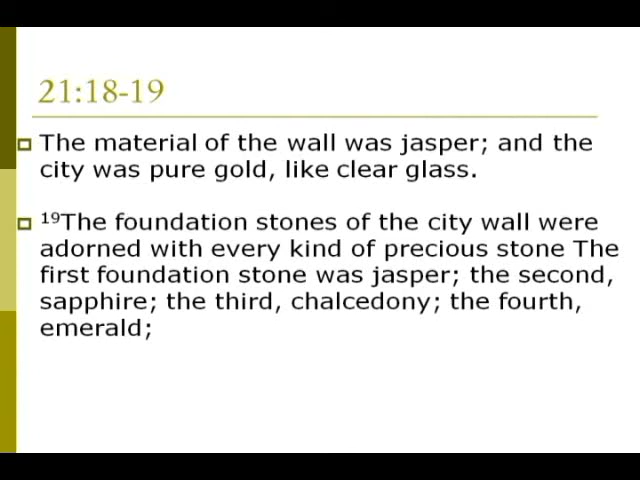 21:18-19
The material of the wall was jasper; and the
city was pure gold, like clear glass.
¹⁹The foundation stones of the city wall were
adorned with every kind of precious stone The
first foundation stone was jasper; the second,
sapphire; the third, chalcedony; the fourth,
emerald;